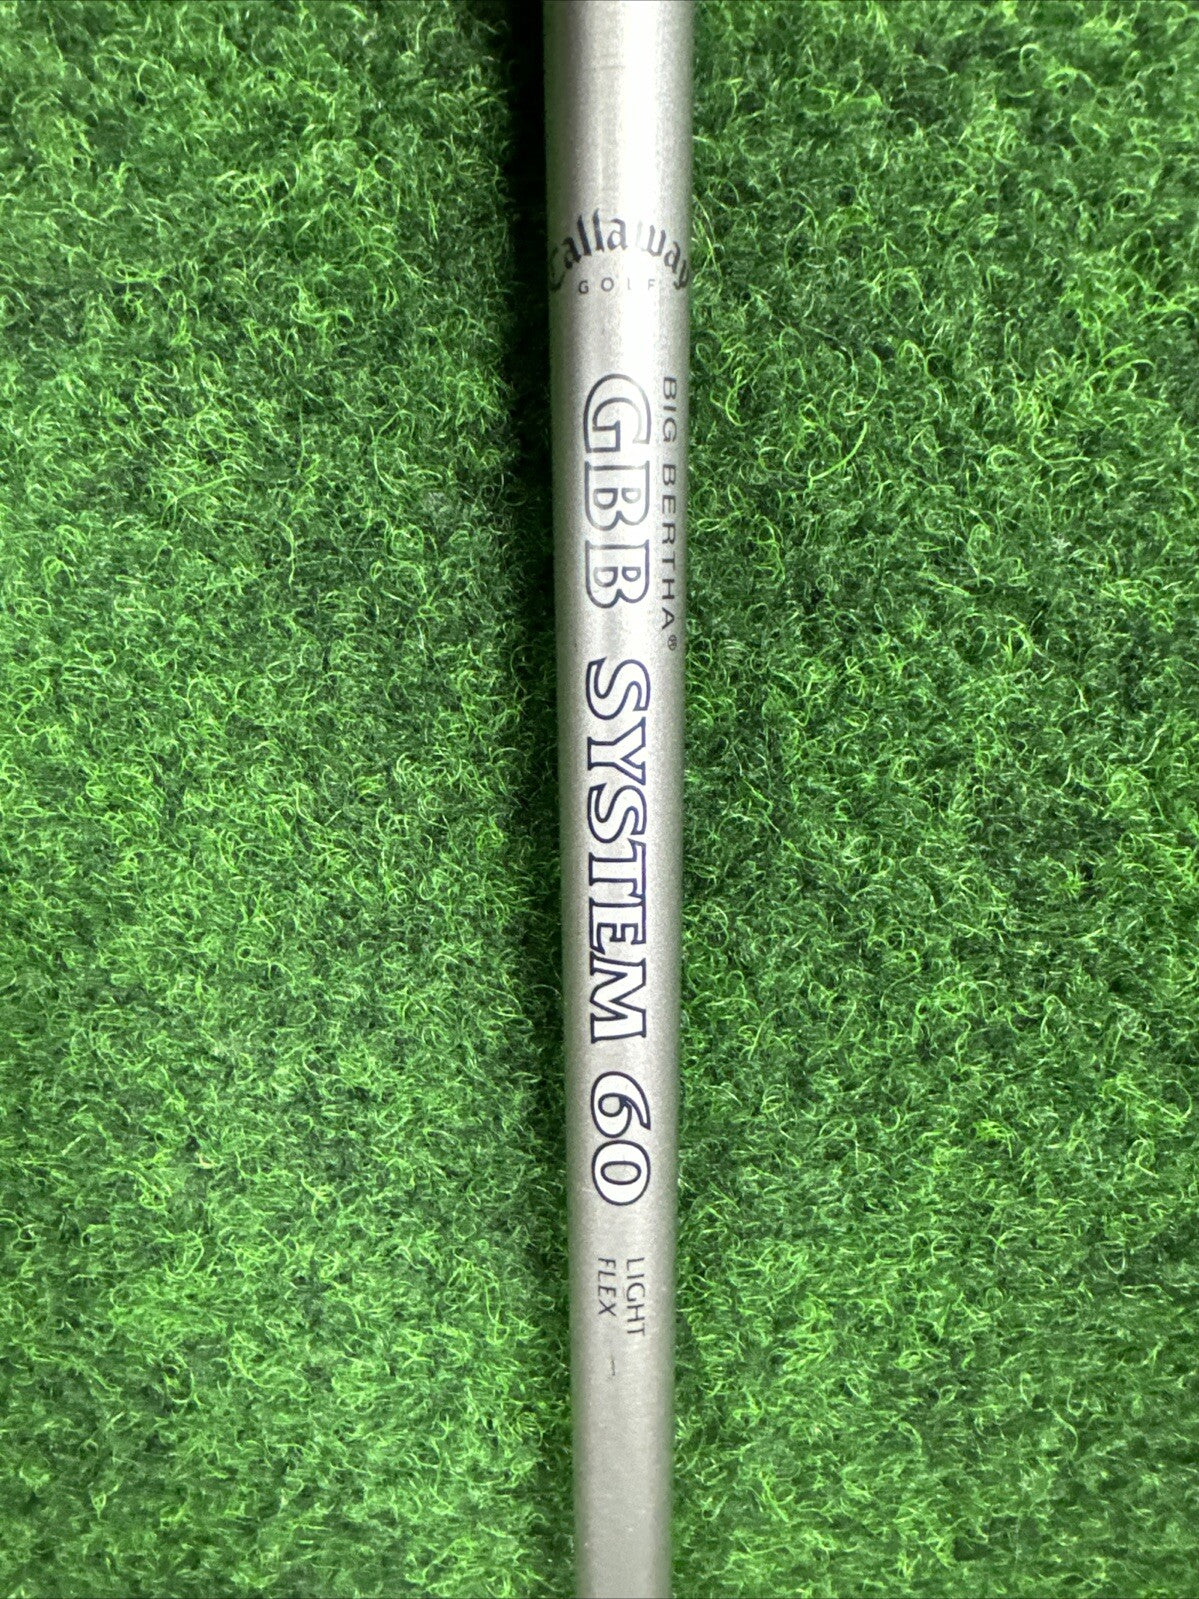 Callaway
GOLF
BIG BERTHA®
GBB SYSTEM 60
LIGHT
FLEX